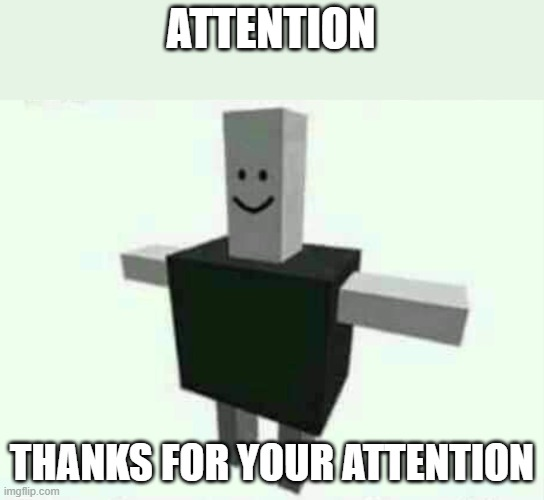 ATTENTION
THANKS FOR YOUR ATTENTION
imgflip.com